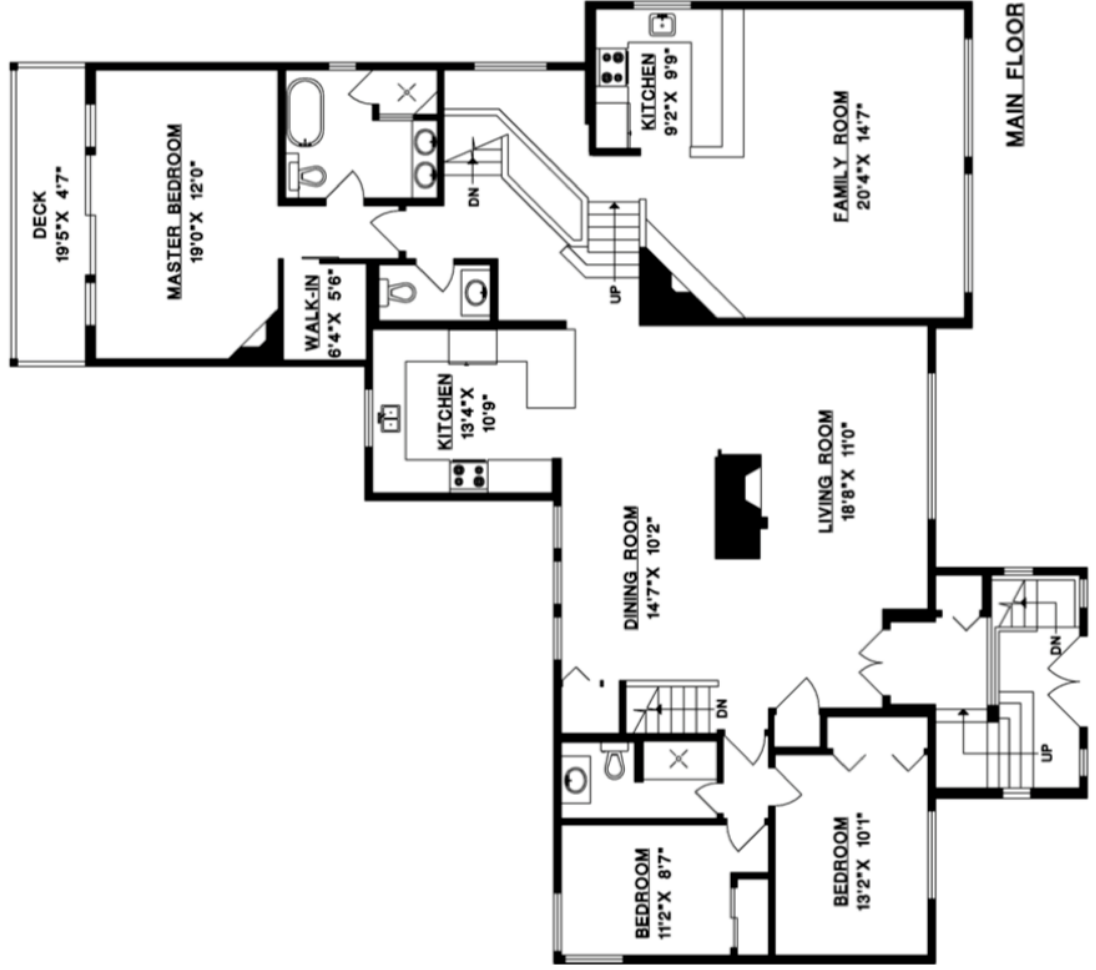 MAIN FLOOR
DECK
19'5"X 4'7"
MASTER BEDROOM
19'0"X 12'0"
WALK-IN
6'4"X 5'6"
DN
UP
KITCHEN
9'2"X 9'9"
FAMILY ROOM
20'4"X 14'7"
KITCHEN
13'4"X
10'9"
DINING ROOM
14'7"X 10'2"
LIVING ROOM
18'8"X 11'0"
DN
DN
UP
BEDROOM
11'2"X 8'7"
BEDROOM
13'2"X 10'1"